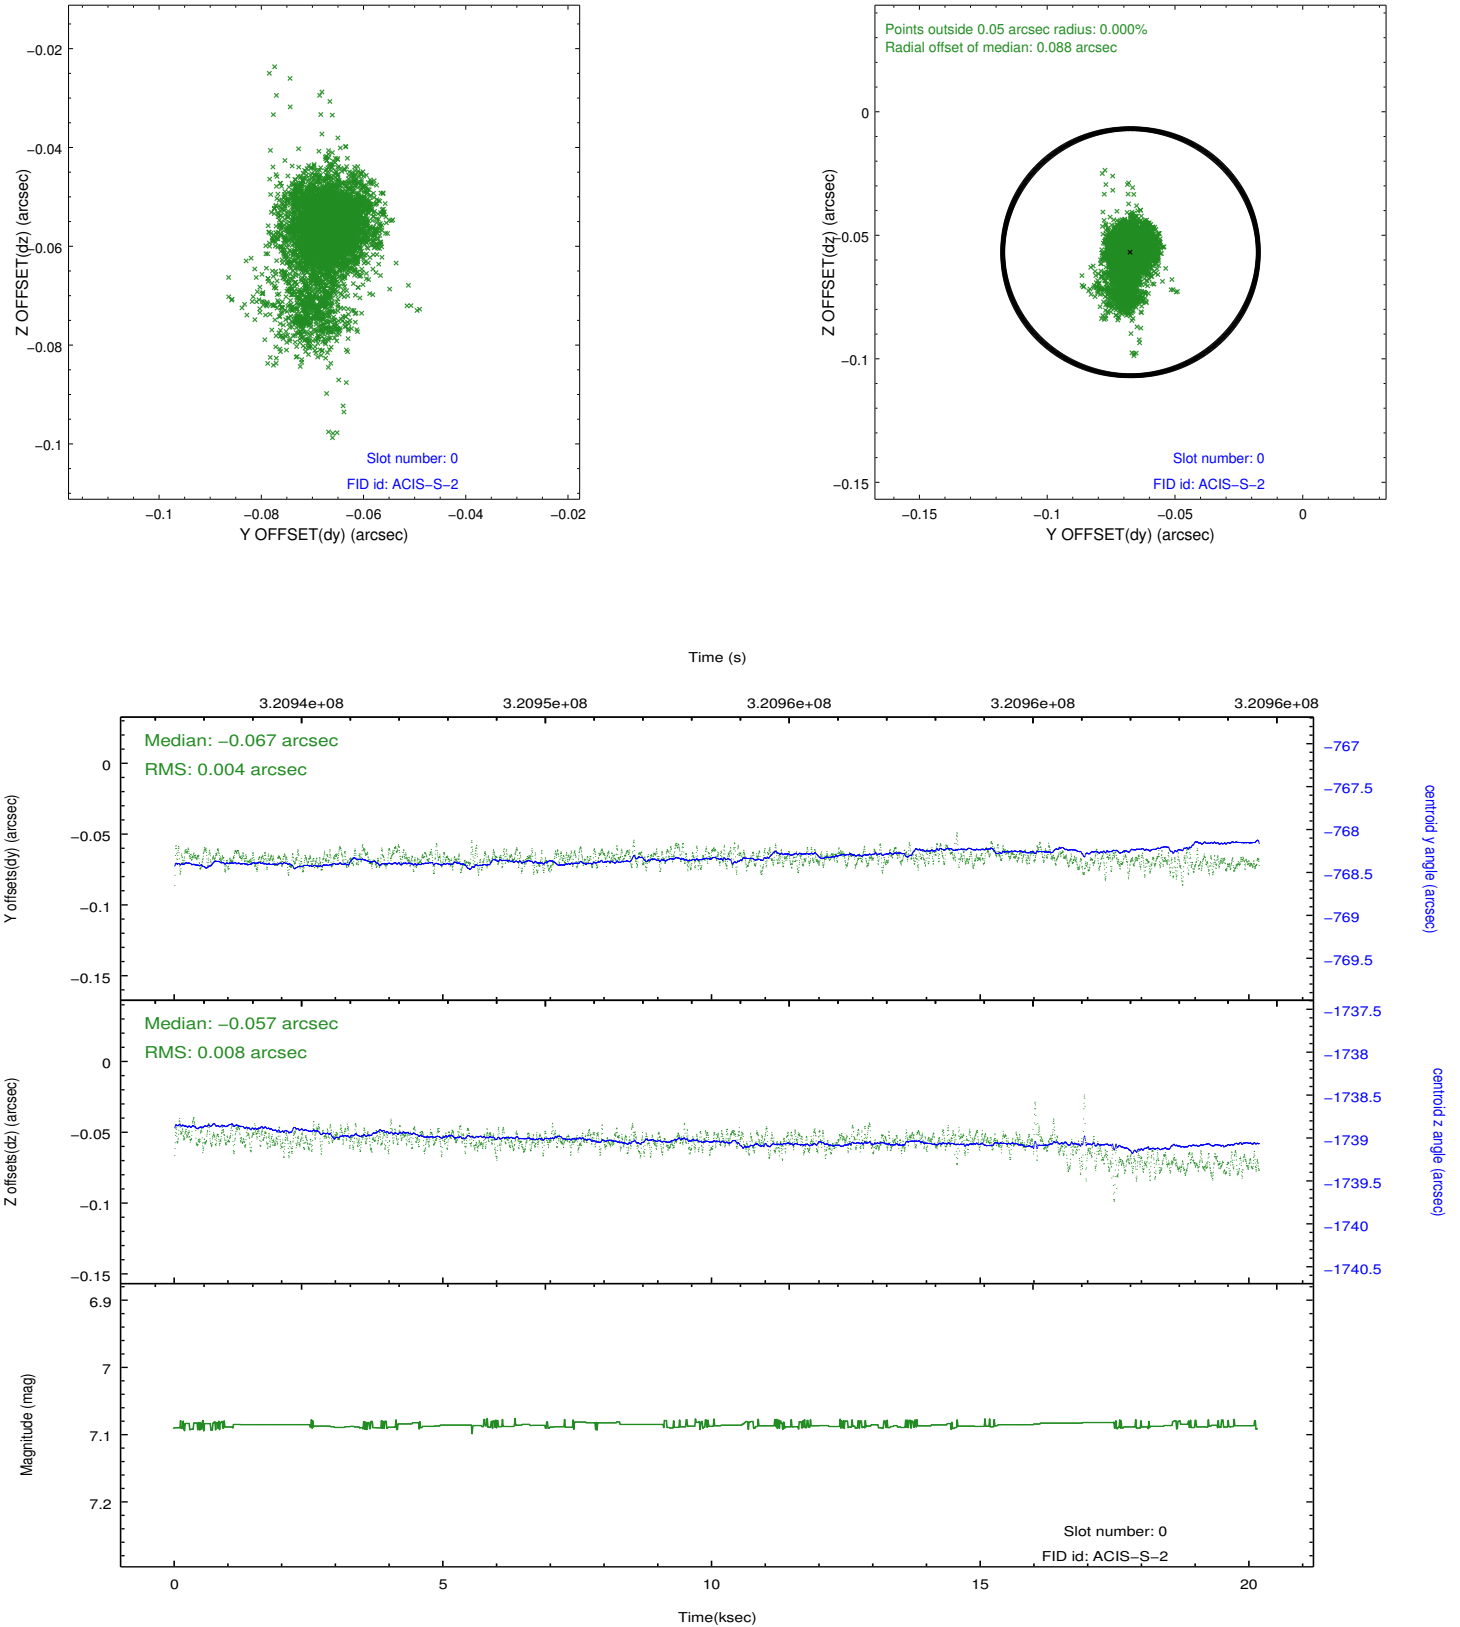 −0.02
−0.04
−0.06
−0.08
−0.1
Z OFFSET(dz) (arcsec)
Slot number: 0
FID id: ACIS−S−2
−0.1
−0.08
−0.06
−0.04
−0.02
Y OFFSET(dy) (arcsec)
Points outside 0.05 arcsec radius: 0.000%
Radial offset of median: 0.088 arcsec
0
−0.05
−0.1
−0.15
Z OFFSET(dz) (arcsec)
Slot number: 0
FID id: ACIS−S−2
−0.15
−0.1
−0.05
0
Y OFFSET(dy) (arcsec)
Time (s)
3.2094e+08
3.2095e+08
3.2096e+08
3.2096e+08
3.2096e+08
Median: −0.067 arcsec
RMS: 0.004 arcsec
0
−0.05
−0.1
−0.15
Y offsets(dy) (arcsec)
−767
−767.5
−768
−768.5
−769
−769.5
centroid y angle (arcsec)
Median: −0.057 arcsec
RMS: 0.008 arcsec
0
−0.05
−0.1
−0.15
Z offsets(dz) (arcsec)
−1737.5
−1738
−1738.5
−1739
−1739.5
−1740
−1740.5
centroid z angle (arcsec)
6.9
7
7.1
7.2
Magnitude (mag)
Slot number: 0
FID id: ACIS−S−2
0
5
10
15
20
Time(ksec)